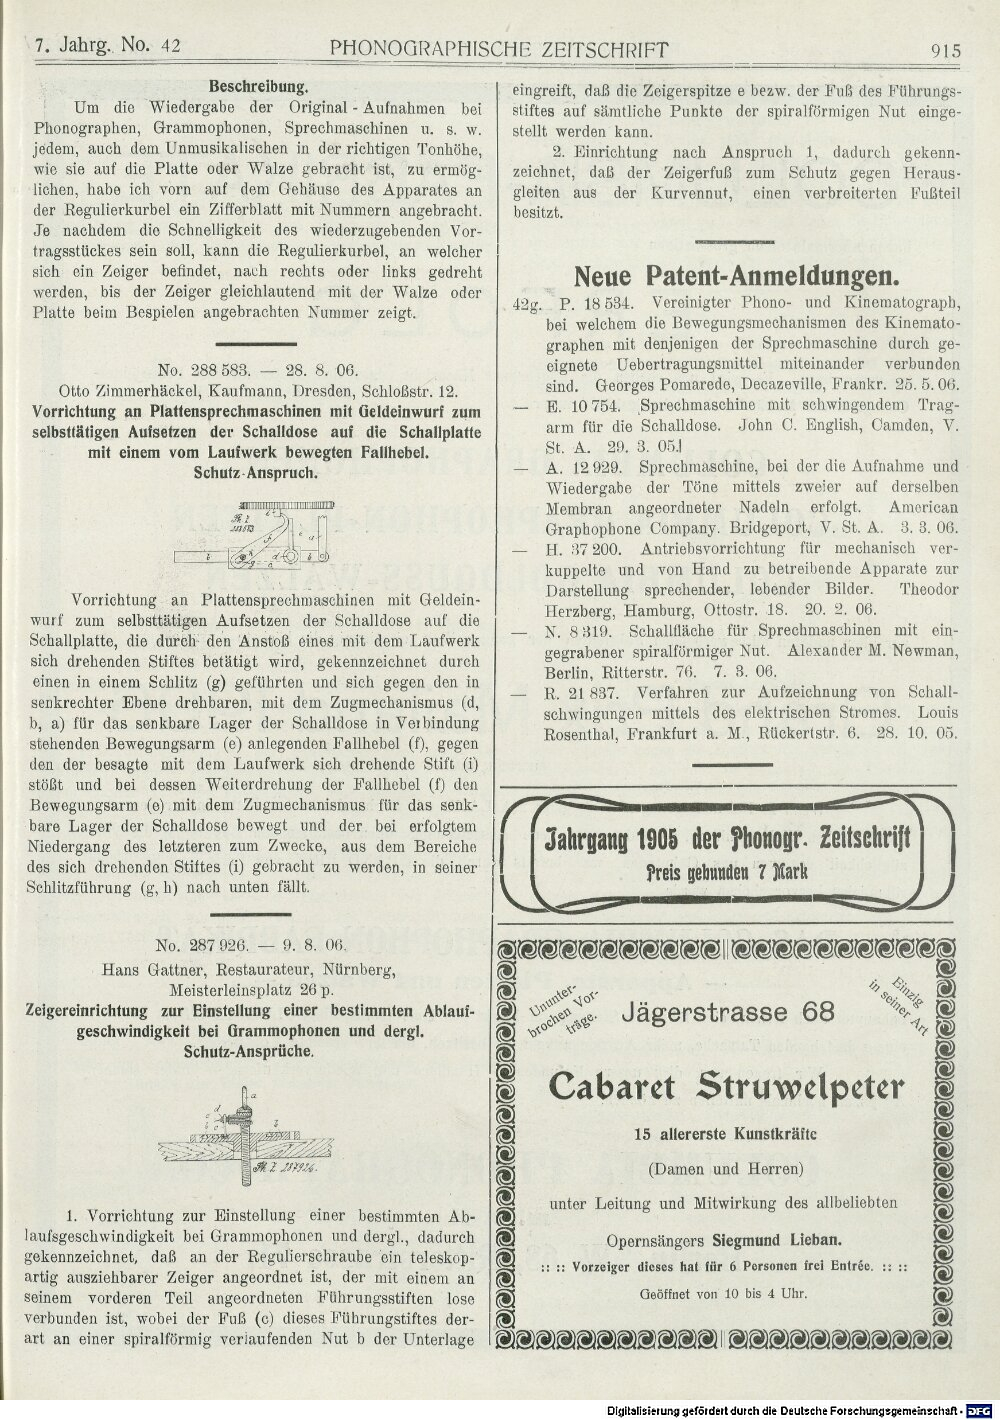 7. Jahrg. No. 42
PHONOGRAPHISCHE ZEITSCHRIFT
915
Beschreibung.
Um die Wiedergabe der Original-Aufnahmen bei
Phonographen, Grammophonen, Sprechmaschinen u. s. w.
jedem, auch dem Unmusikalischen in der richtigen Tonhöhe,
wie sie auf die Platte oder Walze gebracht ist, zu ermög-
lichen, habe ich vorn auf dem Gehäuse des Apparates an
der Regulierkurbel ein Zifferblatt mit Nummern angebracht.
Je nachdem die Schnelligkeit des wiederzugebenden Vor-
tragsstückes sein soll, kann die Regulierkurbel, an welcher
sich ein Zeiger befindet, nach rechts oder links gedreht
werden, bis der Zeiger gleichlautend mit der Walze oder
Platte beim Bespielen angebrachten Nummer zeigt.
No. 288 583. — 28. 8. 06.
Otto Zimmerhäckel, Kaufmann, Dresden, Schloßstr. 12.
Vorrichtung an Plattensprechmaschinen mit Geldeinwurf zum
selbsttätigen Aufsetzen der Schalldose auf die Schallplatte
mit einem vom Laufwerk bewegten Fallhebel.
Schutz-Anspruch.
Vorrichtung an Plattensprechmaschinen mit Geldein-
wurf zum selbsttätigen Aufsetzen der Schalldose auf die
Schallplatte, die durch den Anstoß eines mit dem Laufwerk
sich drehenden Stiftes betätigt wird, gekennzeichnet durch
einen in einem Schlitz (g) geführten und sich gegen den in
senkrechter Ebene drehbaren, mit dem Zugmechanismus (d,
b, a) für das senkbare Lager der Schalldose in Verbindung
stehenden Bewegungsarm (e) anlegenden Fallhebel (f), gegen
den der besagte mit dem Laufwerk sich drehende Stift (i)
stößt und bei dessen Weiterdrehung der Fallhebel (f) den
Bewegungsarm (e) mit dem Zugmechanismus für das senk-
bare Lager der Schalldose bewegt und der bei erfolgtem
Niedergang des letzteren zum Zwecke, aus dem Bereiche
des sich drehenden Stiftes (i) gebracht zu werden, in seiner
Schlitzführung (g, h) nach unten fällt.
No. 287 926. — 9. 8. 06.
Hans Gattner, Restaurateur, Nürnberg,
Meisterleinsplatz 26 p.
Zeigereinrichtung zur Einstellung einer bestimmten Ablauf-
geschwindigkeit bei Grammophonen und dergl.
Schutz-Ansprüche.
Ph. Z. 287926.
1. Vorrichtung zur Einstellung einer bestimmten Ab-
laufsgeschwindigkeit bei Grammophonen und dergl., dadurch
gekennzeichnet, daß an der Regulierschraube ein teleskop-
artig ausziehbarer Zeiger angeordnet ist, der mit einem an
seinem vorderen Teil angeordneten Führungsstiften lose
verbunden ist, wobei der Fuß (c) dieses Führungstiftes der-
art an einer spiralförmig verlaufenden Nut b der Unterlage
eingreift, daß die Zeigerspitze e bezw. der Fuß des Führungs-
stiftes auf sämtliche Punkte der spiralförmigen Nut einge-
stellt werden kann.
2. Einrichtung nach Anspruch 1, dadurch gekenn-
zeichnet, daß der Zeigerfuß zum Schutz gegen Heraus-
gleiten aus der Kurvennut, einen verbreiterten Fußteil
besitzt.
Neue Patent-Anmeldungen.
42g. P. 18 534. Vereinigter Phono- und Kinematograph,
bei welchem die Bewegungsmechanismen des Kinemato-
graphen mit denjenigen der Sprechmaschine durch ge-
eignete Uebertragungsmittel miteinander verbunden
sind. Georges Pomarede, Decazeville, Frankr. 25. 5. 06.
— E. 10 754. Sprechmaschine mit schwingendem Trag-
arm für die Schalldose. John C. English, Camden, V.
St. A. 29. 3. 05.
— A. 12 929. Sprechmaschine, bei der die Aufnahme und
Wiedergabe der Töne mittels zweier auf derselben
Membran angeordneter Nadeln erfolgt. American
Graphophone Company. Bridgeport, V. St. A. 3. 3. 06.
— H. 37 200. Antriebsvorrichtung für mechanisch ver-
kuppelte und von Hand zu betreibende Apparate zur
Darstellung sprechender, lebender Bilder. Theodor
Herzberg, Hamburg, Ottostr. 18. 20. 2. 06.
— N. 8 319. Schallfläche für Sprechmaschinen mit ein-
gegrabener spiralförmiger Nut. Alexander M. Newman,
Berlin, Ritterstr. 76. 7. 3. 06.
— R. 21 837. Verfahren zur Aufzeichnung von Schall-
schwingungen mittels des elektrischen Stromes. Louis
Rosenthal, Frankfurt a. M., Rückertstr. 6. 28. 10. 05.
Jahrgang 1905 der Phonogr. Zeitschrift
Preis gebunden 7 Mark
Ununter-
brochen Vor-
träge.
Einzig
in seiner Art
Jägerstrasse 68
Cabaret Struwelpeter
15 allererste Kunstkräfte
(Damen und Herren)
unter Leitung und Mitwirkung des allbeliebten
Opernsängers Siegmund Lieban.
:: :: Vorzeiger dieses hat für 6 Personen frei Entrée. :: ::
Geöffnet von 10 bis 4 Uhr.
Digitalisierung gefördert durch die Deutsche Forschungsgemeinschaft - DFG